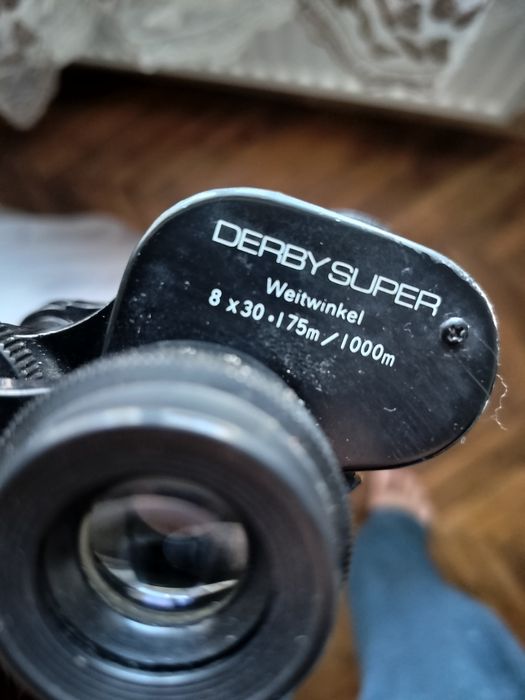 DERBY SUPER
Weitwinkel
8 x 30 • 175m / 1000m